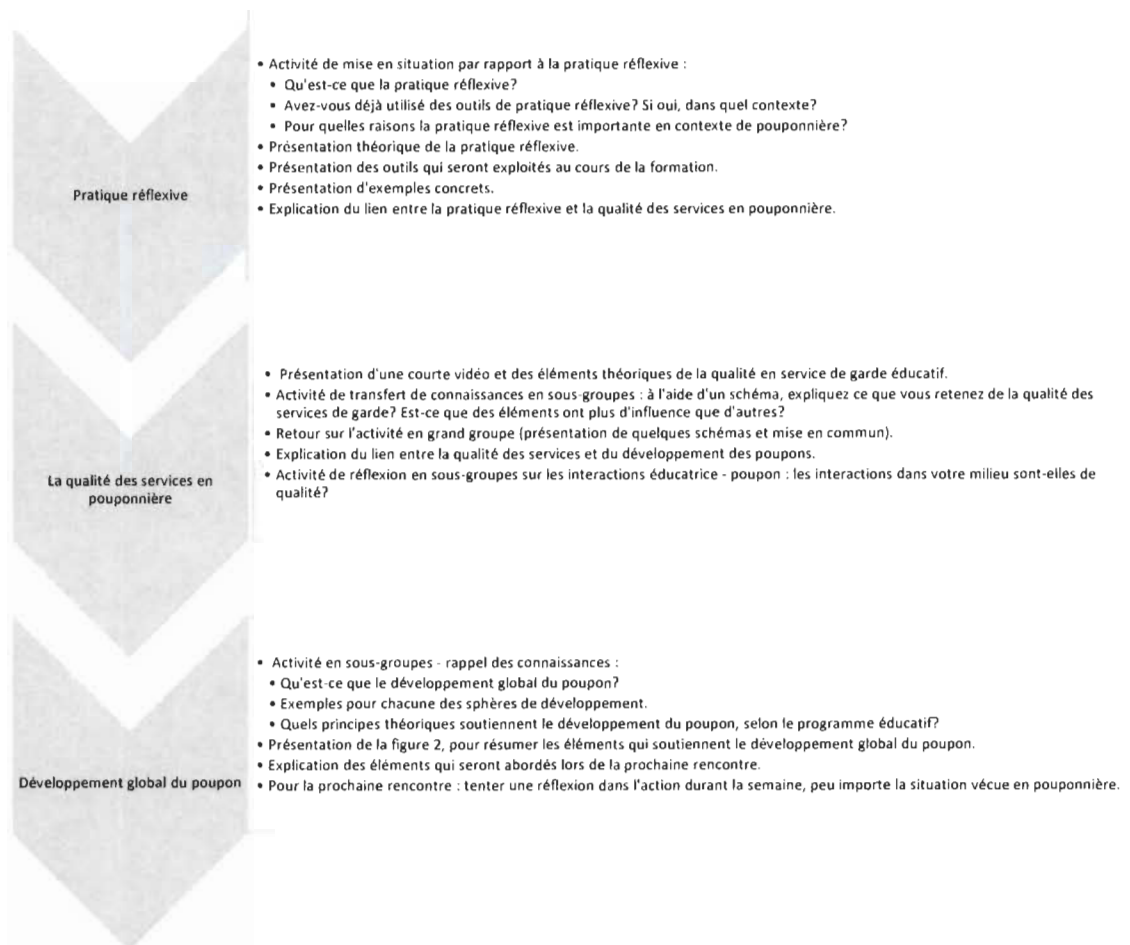 • Activité de mise en situation par rapport à la pratique réflexive :
• Qu'est-ce que la pratique réflexive?
• Avez-vous déjà utilisé des outils de pratique réflexive? Si oui, dans quel contexte?
• Pour quelles raisons la pratique réflexive est importante en contexte de pouponnière?
• Présentation théorique de la pratique réflexive.
• Présentation des outils qui seront exploités au cours de la formation.
• Présentation d'exemples concrets.
• Explication du lien entre la pratique réflexive et la qualité des services en pouponnière.
Pratique réflexive
• Présentation d'une courte vidéo et des éléments théoriques de la qualité en service de garde éducatif.
• Activité de transfert de connaissances en sous-groupes : à l'aide d'un schéma, expliquez ce que vous retenez de la qualité des
services de garde? Est-ce que des éléments ont plus d'influence que d'autres?
• Retour sur l'activité en grand groupe (présentation de quelques schémas et mise en commun).
• Explication du lien entre la qualité des services et du développement des poupons.
• Activité de réflexion en sous-groupes sur les interactions éducatrice - poupon : les interactions dans votre milieu sont-elles de
qualité?
La qualité des services en
pouponnière
• Activité en sous-groupes - rappel des connaissances :
• Qu'est-ce que le développement global du poupon?
• Exemples pour chacune des sphères de développement.
• Quels principes théoriques soutiennent le développement du poupon, selon le programme éducatif?
• Présentation de la figure 2, pour résumer les éléments qui soutiennent le développement global du poupon.
• Explication des éléments qui seront abordés lors de la prochaine rencontre.
• Pour la prochaine rencontre : tenter une réflexion dans l'action durant la semaine, peu importe la situation vécue en pouponnière.
Développement global du poupon